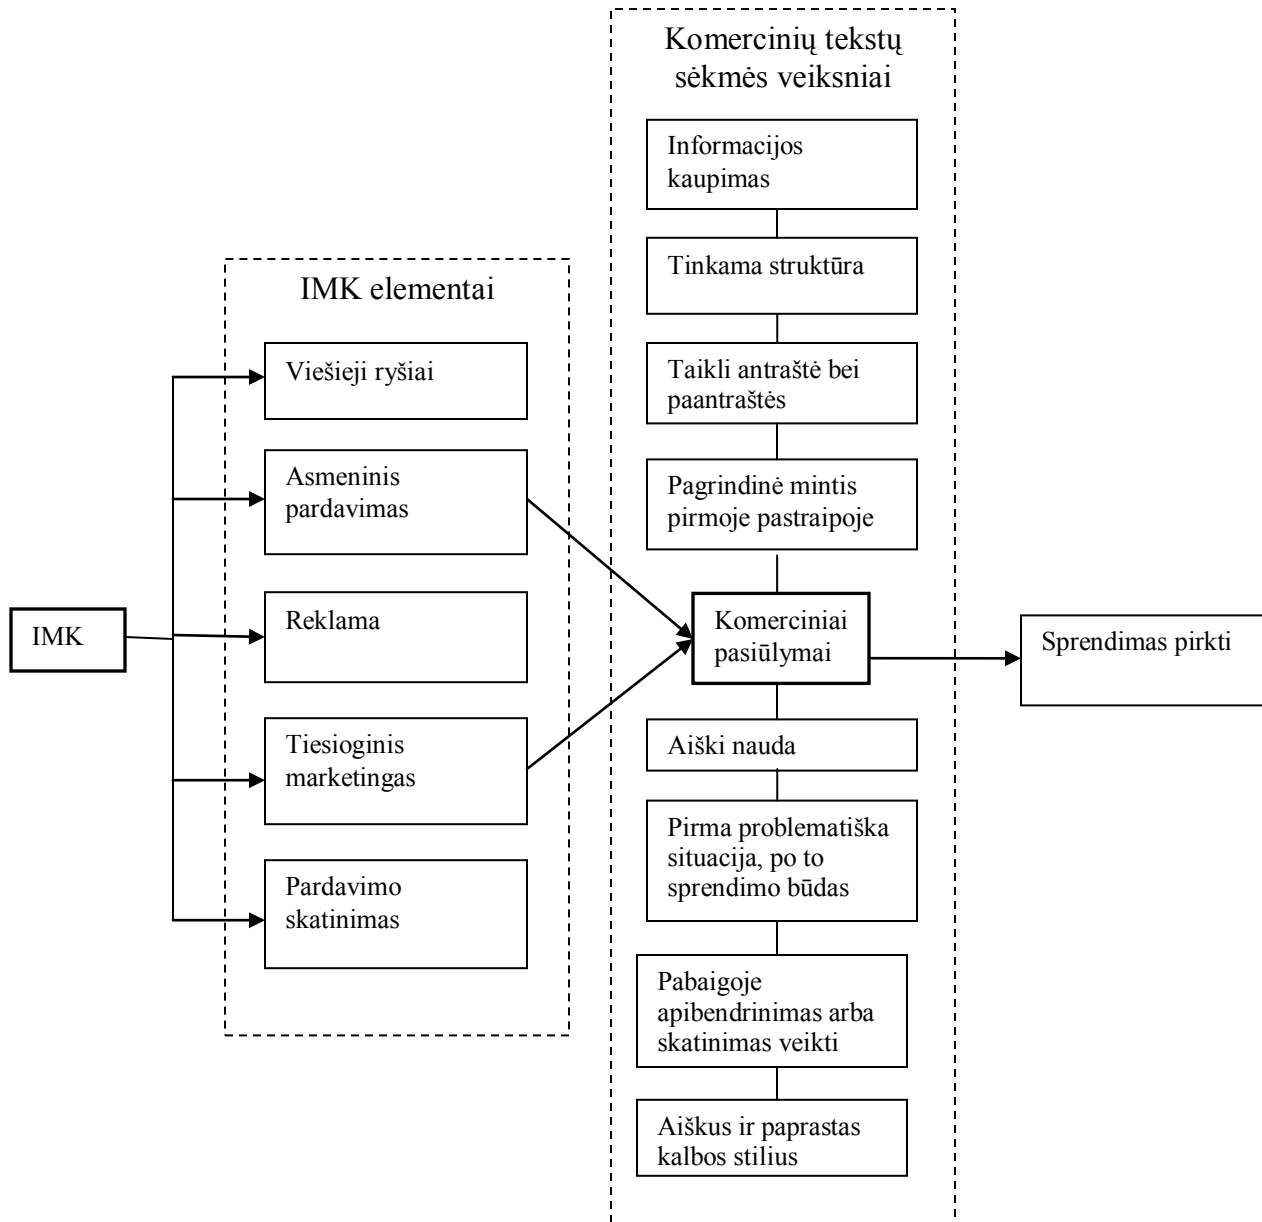 Komercinių tekstų
sėkmės veiksniai
Informacijos
kaupimas
Tinkama struktūra
Taikli antraštė bei
paantraštės
Pagrindinė mintis
pirmoje pastraipoje
Komerciniai
pasiūlymai
Aiški nauda
Pirma problematiška
situacija, po to
sprendimo būdas
Pabaigoje
apibendrinimas arba
skatinimas veikti
Aiškus ir paprastas
kalbos stilius
IMK elementai
Viešieji ryšiai
Asmeninis
pardavimas
Reklama
Tiesioginis
marketingas
Pardavimo
skatinimas
IMK
Sprendimas pirkti